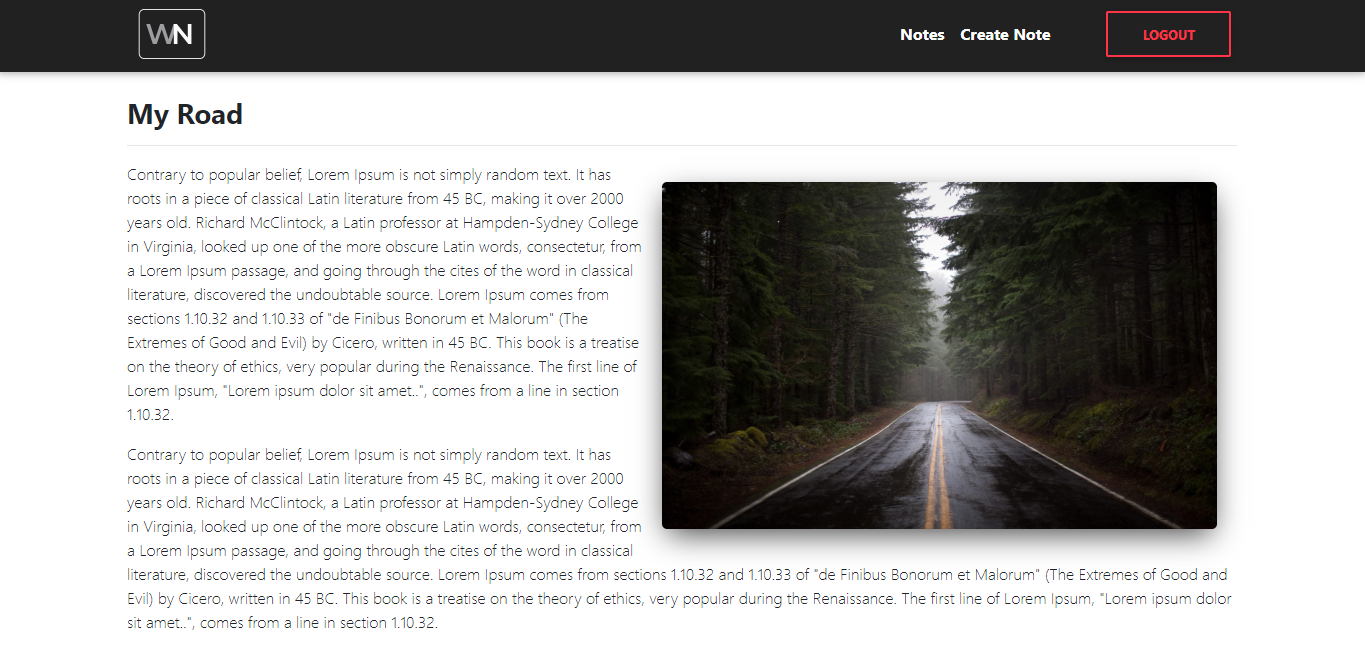 WN
Notes Create Note LOGOUT
My Road
Contrary to popular belief, Lorem Ipsum is not simply random text. It has
roots in a piece of classical Latin literature from 45 BC, making it over 2000
years old. Richard McClintock, a Latin professor at Hampden-Sydney College
in Virginia, looked up one of the more obscure Latin words, consectetur, from
a Lorem Ipsum passage, and going through the cites of the word in classical
literature, discovered the undoubtable source. Lorem Ipsum comes from
sections 1.10.32 and 1.10.33 of "de Finibus Bonorum et Malorum" (The
Extremes of Good and Evil) by Cicero, written in 45 BC. This book is a treatise
on the theory of ethics, very popular during the Renaissance. The first line of
Lorem Ipsum, "Lorem ipsum dolor sit amet..", comes from a line in section
1.10.32.
Contrary to popular belief, Lorem Ipsum is not simply random text. It has
roots in a piece of classical Latin literature from 45 BC, making it over 2000
years old. Richard McClintock, a Latin professor at Hampden-Sydney College
in Virginia, looked up one of the more obscure Latin words, consectetur, from
a Lorem Ipsum passage, and going through the cites of the word in classical
literature, discovered the undoubtable source. Lorem Ipsum comes from sections 1.10.32 and 1.10.33 of "de Finibus Bonorum et Malorum" (The Extremes of Good and
Evil) by Cicero, written in 45 BC. This book is a treatise on the theory of ethics, very popular during the Renaissance. The first line of Lorem Ipsum, "Lorem ipsum dolor
sit amet..", comes from a line in section 1.10.32.